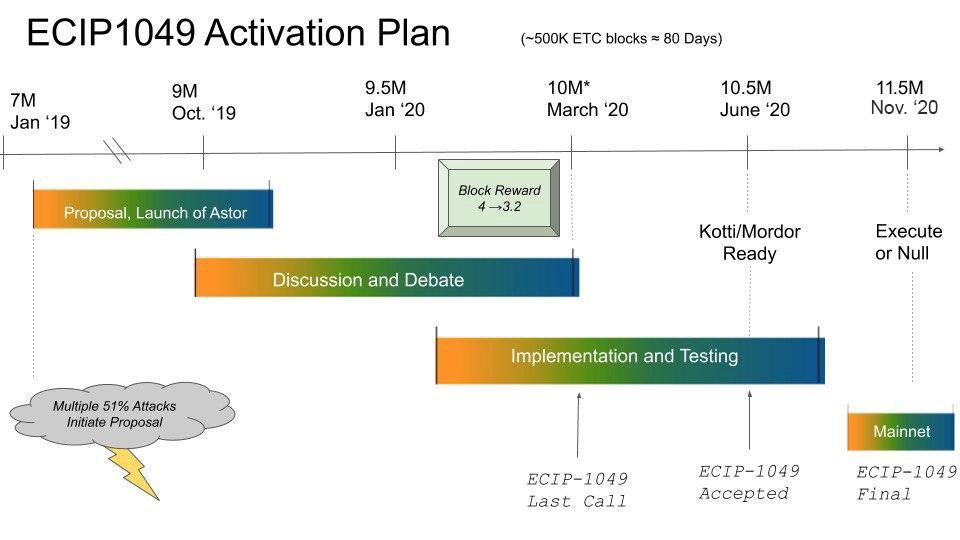 ECIP1049 Activation Plan
(~500K ETC blocks ≈ 80 Days)
7M
Jan ‘19
9M
Oct. ‘19
9.5M
Jan ‘20
10M*
March ‘20
10.5M
June ‘20
11.5M
Nov. ‘20
Block Reward
4 →3.2
Proposal, Launch of Astor
Kotti/Mordor
Ready
Execute
or Null
Discussion and Debate
Implementation and Testing
Multiple 51% Attacks
Initiate Proposal
Mainnet
ECIP-1049
Last Call
ECIP-1049
Accepted
ECIP-1049
Final